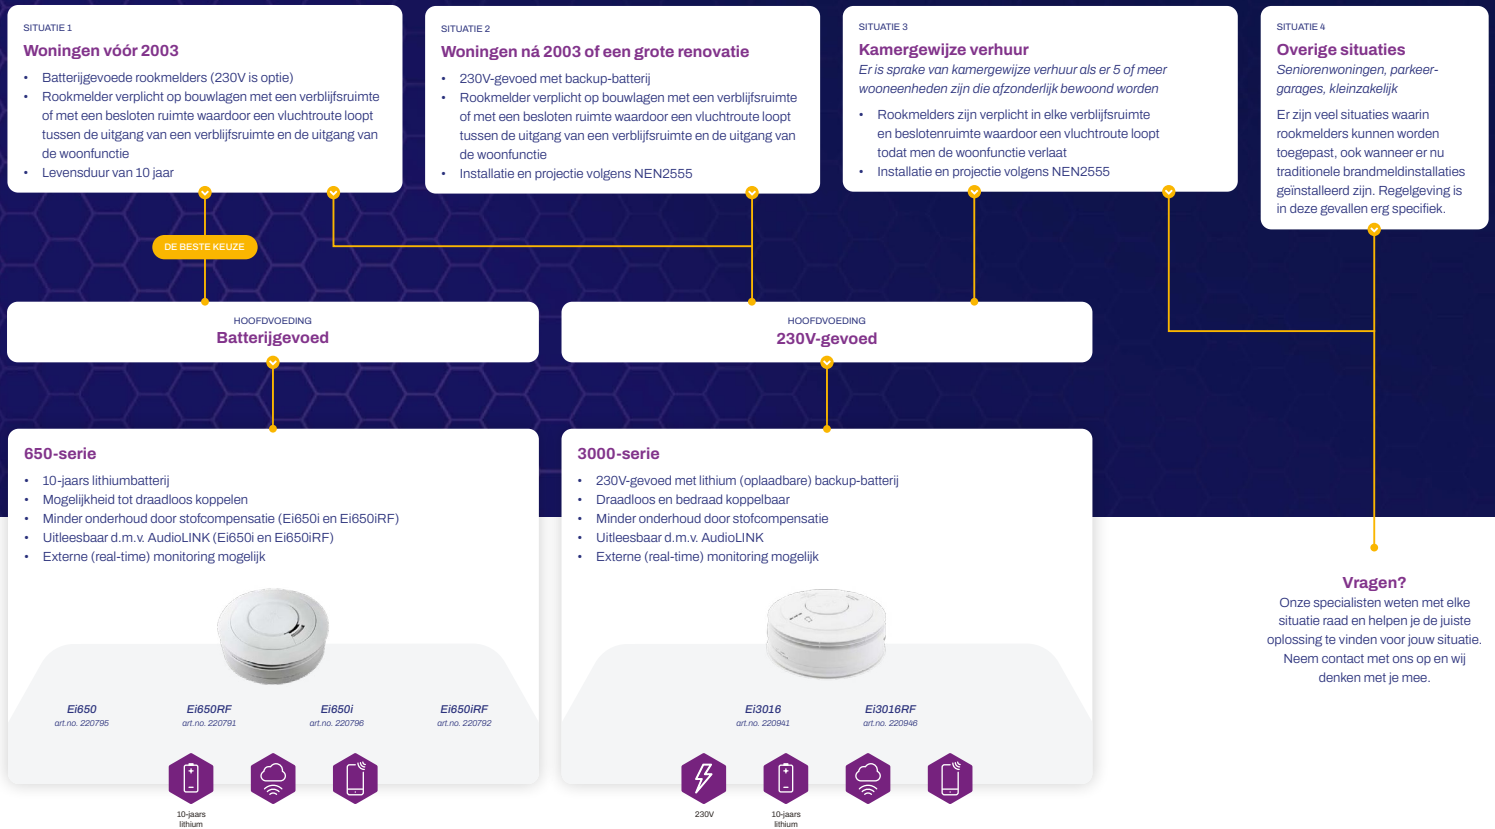 SITUATIE 1
Woningen vóór 2003
• Batterijgevoede rookmelders (230V is optie)
• Rookmelder verplicht op bouwlagen met een verblijfsruimte
of met een besloten ruimte waardoor een vluchtroute loopt
tussen de uitgang van een verblijfsruimte en de uitgang van
de woonfunctie
• Levensduur van 10 jaar
SITUATIE 2
Woningen ná 2003 of een grote renovatie
• 230V-gevoed met backup-batterij
• Rookmelder verplicht op bouwlagen met een verblijfsruimte
of met een besloten ruimte waardoor een vluchtroute loopt
tussen de uitgang van een verblijfsruimte en de uitgang van
de woonfunctie
• Installatie en projectie volgens NEN2555
SITUATIE 3
Kamergewijze verhuur
Er is sprake van kamergewijze verhuur als er 5 of meer
wooneenheden zijn die afzonderlijk bewoond worden
• Rookmelders zijn verplicht in elke verblijfsruimte
en beslotenruimte waardoor een vluchtroute loopt
todat men de woonfunctie verlaat
• Installatie en projectie volgens NEN2555
SITUATIE 4
Overige situaties
Seniorenwoningen, parkeer-
garages, kleinzakelijk
Er zijn veel situaties waarin
rookmelders kunnen worden
toegepast, ook wanneer er nu
traditionele brandmeldinstallaties
geïnstalleerd zijn. Regelgeving is
in deze gevallen erg specifiek.
DE BESTE KEUZE
HOOFDVOEDING
Batterijgevoed
HOOFDVOEDING
230V-gevoed
650-serie
• 10-jaars lithiumbatterij
• Mogelijkheid tot draadloos koppelen
• Minder onderhoud door stofcompensatie (Ei650i en Ei650iRF)
• Uitleesbaar d.m.v. AudioLINK (Ei650i en Ei650iRF)
• Externe (real-time) monitoring mogelijk
Ei650 Ei650RF Ei650i Ei650iRF
art.no. 220795 art.no. 220791 art.no. 220796 art.no. 220792
10-jaars
lithium
3000-serie
• 230V-gevoed met lithium (oplaadbare) backup-batterij
• Draadloos en bedraad koppelbaar
• Minder onderhoud door stofcompensatie
• Uitleesbaar d.m.v. AudioLINK
• Externe (real-time) monitoring mogelijk
Ei3016 Ei3016RF
art.no. 220941 art.no. 220946
230V
10-jaars
lithium
Vragen?
Onze specialisten weten met elke
situatie raad en helpen je de juiste
oplossing te vinden voor jouw situatie.
Neem contact met ons op en wij
denken met je mee.